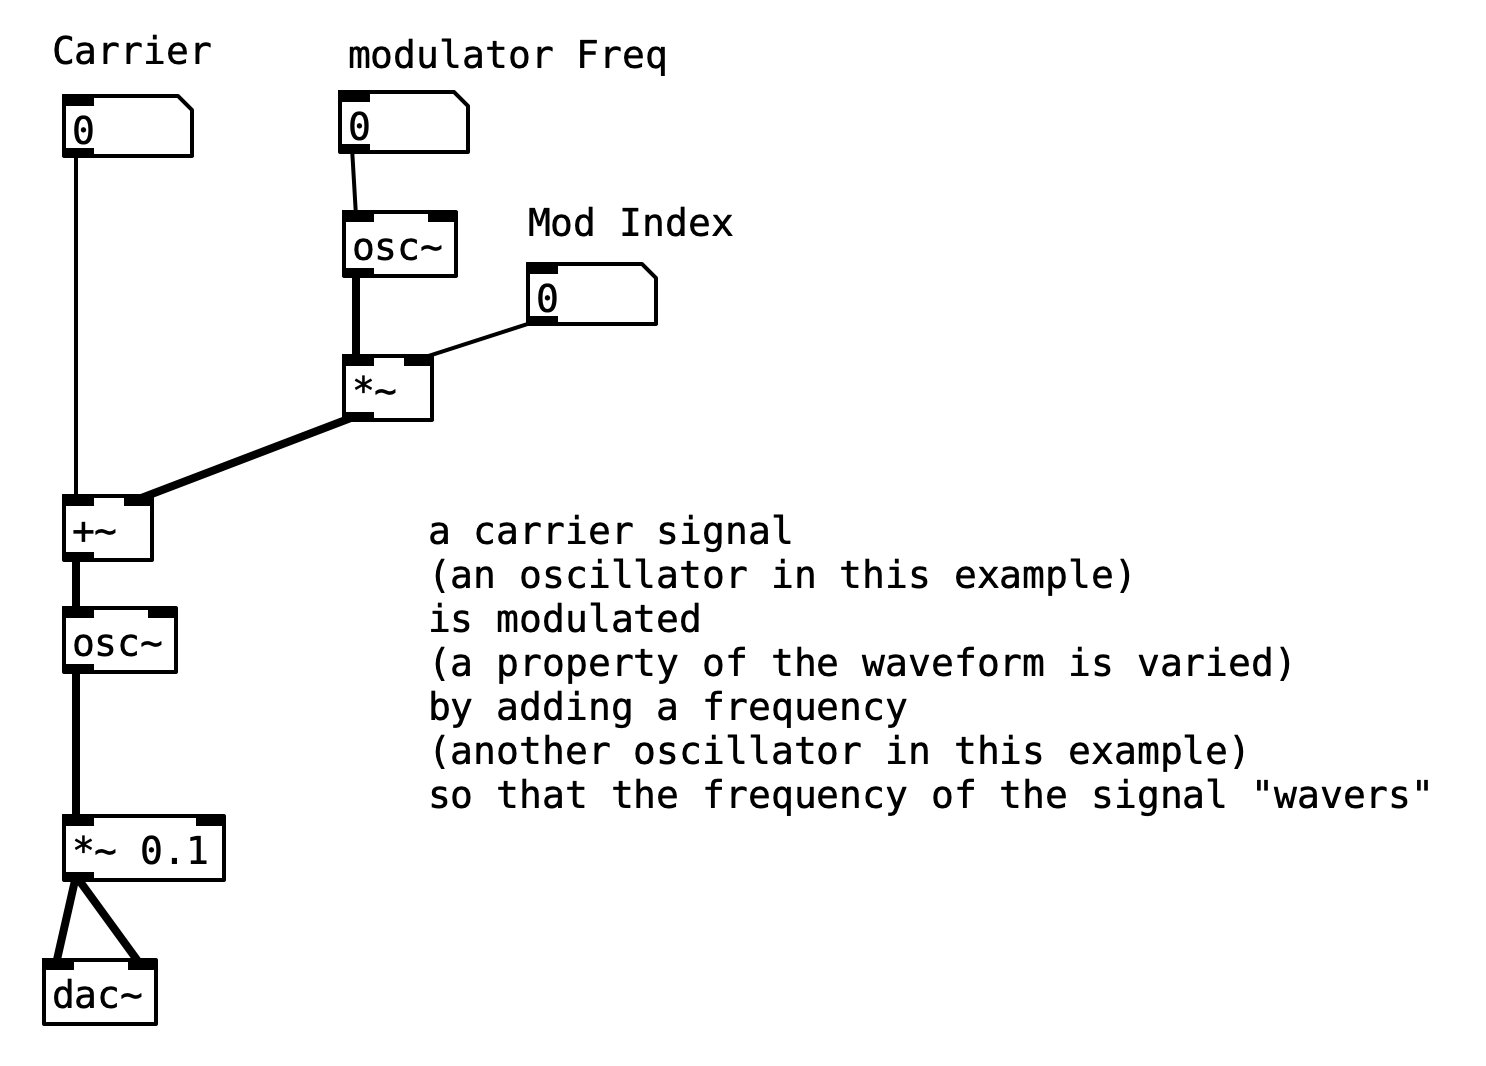 Carrier
modulator Freq
0
0
osc~
Mod Index
0
*~
+~
a carrier signal
(an oscillator in this example)
is modulated
(a property of the waveform is varied)
by adding a frequency
(another oscillator in this example)
so that the frequency of the signal "wavers"
osc~
*~ 0.1
dac~